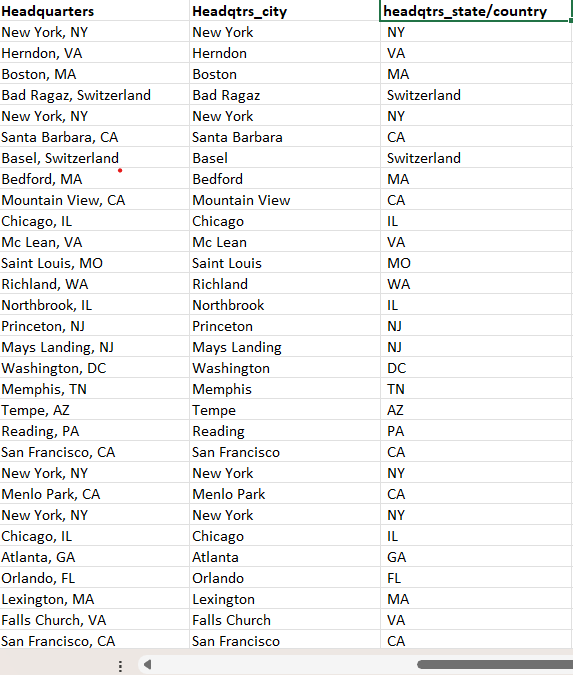 Headquarters Headqtrs_city headqtrs_state/country
New York, NY New York NY
Herndon, VA Herndon VA
Boston, MA Boston MA
Bad Ragaz, Switzerland Bad Ragaz Switzerland
New York, NY New York NY
Santa Barbara, CA Santa Barbara CA
Basel, Switzerland Basel Switzerland
Bedford, MA Bedford MA
Mountain View, CA Mountain View CA
Chicago, IL Chicago IL
Mc Lean, VA Mc Lean VA
Saint Louis, MO Saint Louis MO
Richland, WA Richland WA
Northbrook, IL Northbrook IL
Princeton, NJ Princeton NJ
Mays Landing, NJ Mays Landing NJ
Washington, DC Washington DC
Memphis, TN Memphis TN
Tempe, AZ Tempe AZ
Reading, PA Reading PA
San Francisco, CA San Francisco CA
New York, NY New York NY
Menlo Park, CA Menlo Park CA
New York, NY New York NY
Chicago, IL Chicago IL
Atlanta, GA Atlanta GA
Orlando, FL Orlando FL
Lexington, MA Lexington MA
Falls Church, VA Falls Church VA
San Francisco, CA San Francisco CA